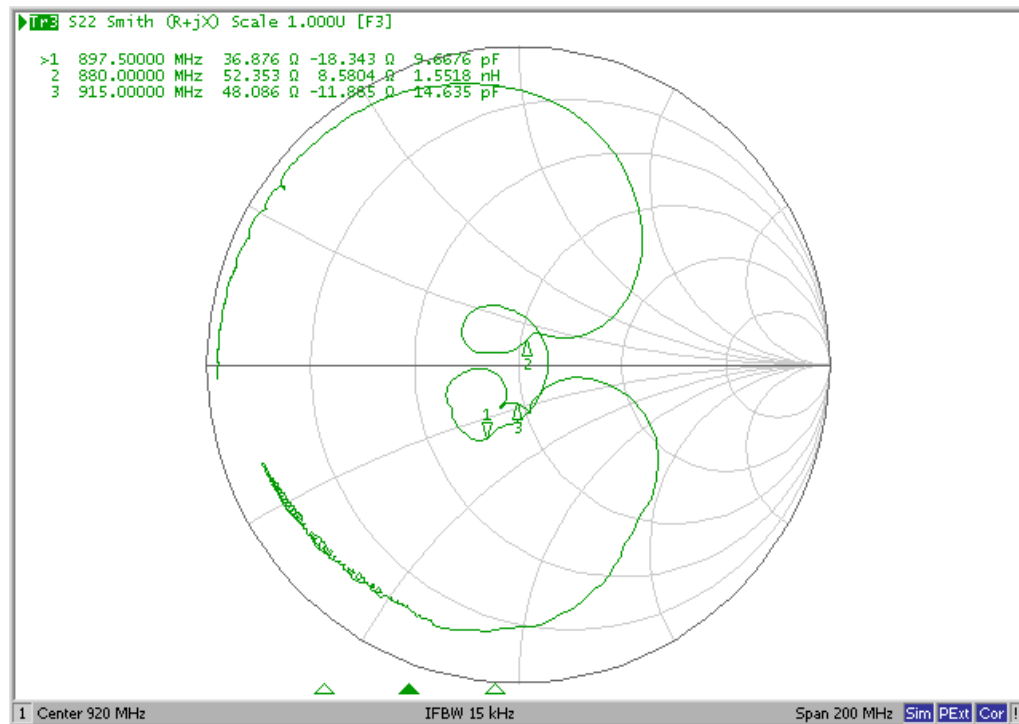 Tr3 S22 Smith (R+jX) Scale 1.000U [F3]
>1 897.50000 MHz 36.876 Ω -18.343 Ω 9.6676 pF
2 880.00000 MHz 52.353 Ω 8.5804 Ω 1.5518 nH
3 915.00000 MHz 48.086 Ω -11.885 Ω 14.635 pF
2
1
3
1 Center 920 MHz IFBW 15 kHz Span 200 MHz Sim PExt Cor !